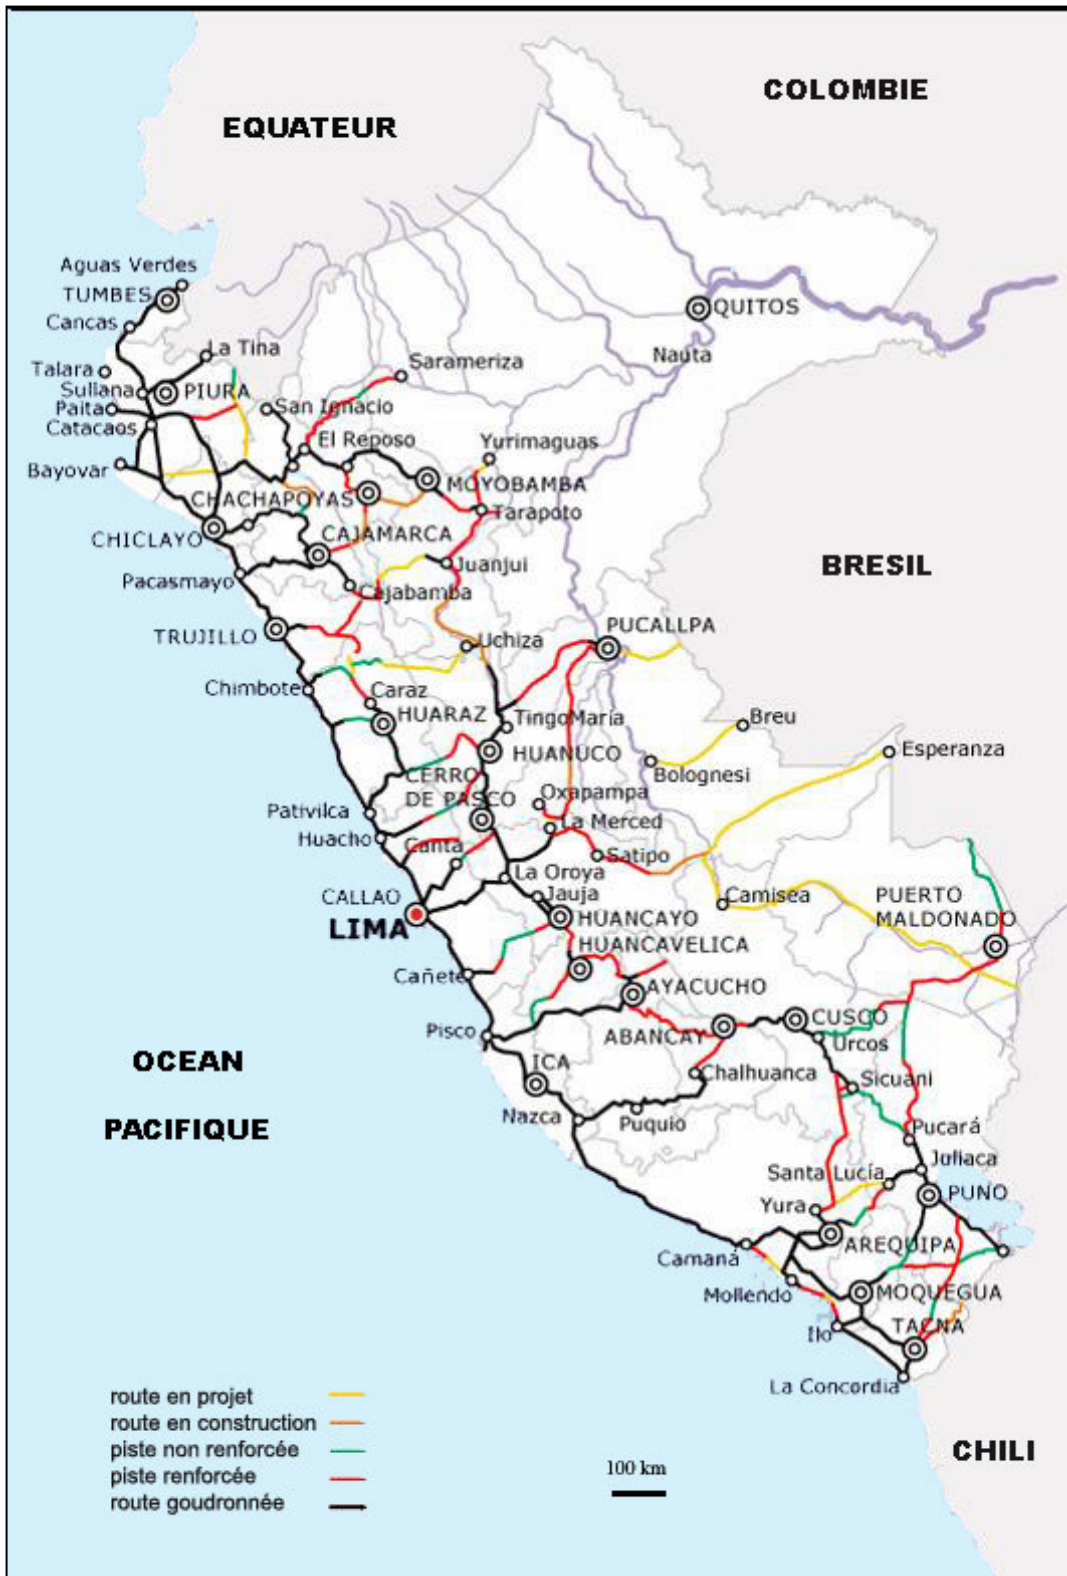 COLOMBIE
EQUATEUR
Aguas Verdes
TUMBES
Cancas
QUITOS
La Tina
Nauta
Talara
Sarameriza
Sullana
PIURA
Paita
San Ignacio
Catacaos
El Reposo
Yurimaguas
Bayovar
MOYOBAMBA
CHACHAPOYAS
Tarapoto
CHICLAYO
CAJAMARCA
Juanjui
BRESIL
Pacasmayo
Cajabamba
TRUJILLO
PUCALLPA
Uchiza
Chimbote
Caraz
HUARAZ
TingoMaría
Breu
HUANUCO
Esperanza
CERRO
DE PASCO
Bolognesi
Oxapampa
Pativilca
La Merced
Huacho
Canta
Satipo
La Oroya
CALLAO
Jauja
Camisea
PUERTO
MALDONADO
LIMA
HUANCAYO
HUANCAVELICA
Cañete
AYACUCHO
Pisco
ABANCAY
CUSCO
Urcos
OCEAN
PACIFIQUE
ICA
Chalhuanca
Sicuani
Nazca
Puquio
Pucará
Juliaca
Santa Lucía
PUNO
Yura
Camaná
AREQUIPA
Mollendo
MOQUEGUA
Ilo
TACNA
La Concordia
CHILI
route en projet
route en construction
piste non renforcée
piste renforcée
route goudronnée
100 km